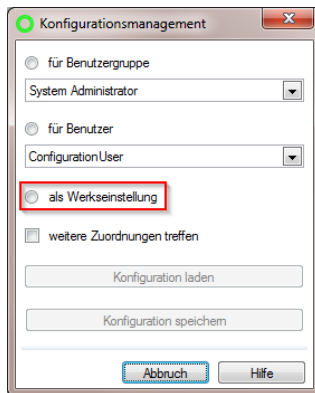 Konfigurationsmanagement
für Benutzergruppe
System Administrator
für Benutzer
ConfigurationUser
als Werkseinstellung
weitere Zuordnungen treffen
Konfiguration laden
Konfiguration speichern
Abbruch Hilfe